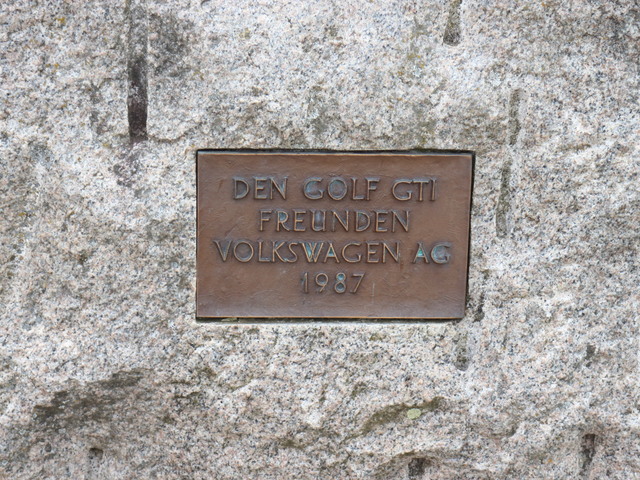 DEN GOLF GTI
FREUNDEN
VOLKSWAGEN AG
1987